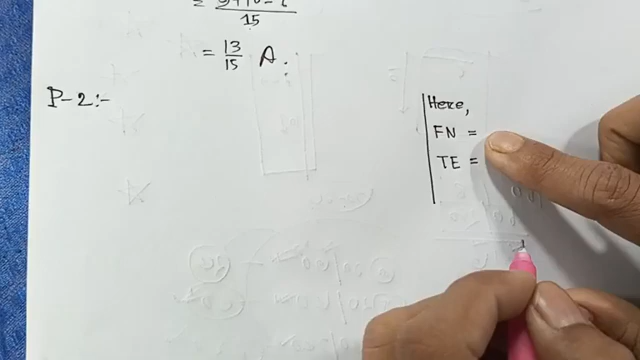 15
= 13/15 A.
P-2:-
Here,
FN =
TE =